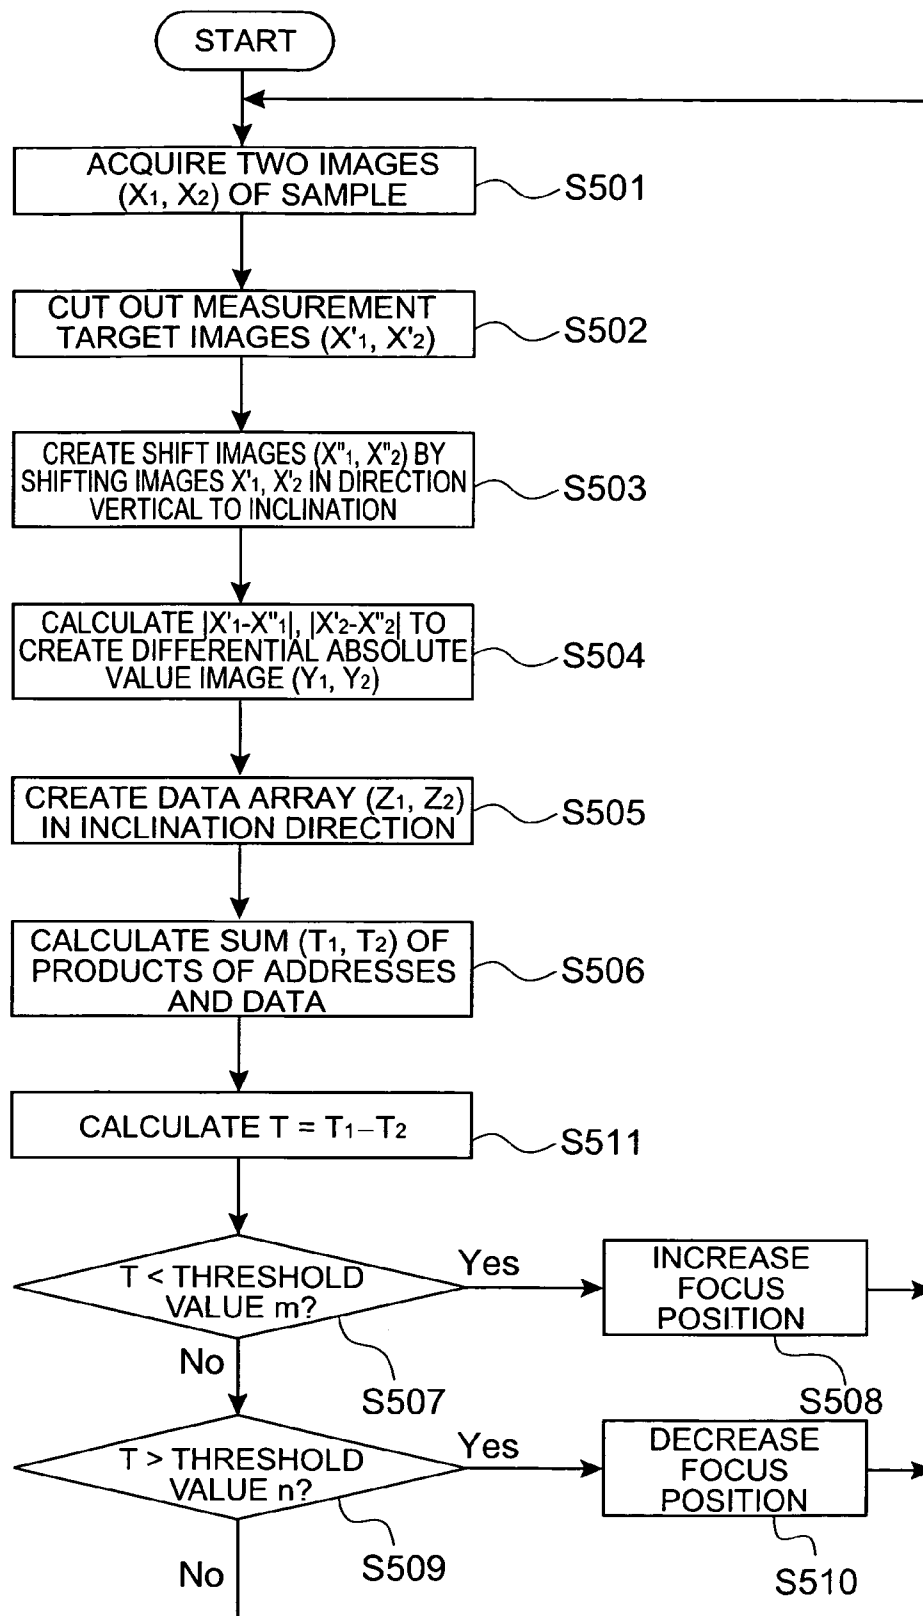 START
ACQUIRE TWO IMAGES
(X1, X2) OF SAMPLE
S501
CUT OUT MEASUREMENT
TARGET IMAGES (X'1, X'2)
S502
CREATE SHIFT IMAGES (X"1, X"2) BY
SHIFTING IMAGES X'1, X'2 IN DIRECTION
VERTICAL TO INCLINATION
S503
CALCULATE |X'1-X"1|, |X'2-X"2| TO
CREATE DIFFERENTIAL ABSOLUTE
VALUE IMAGE (Y1, Y2)
S504
CREATE DATA ARRAY (Z1, Z2)
IN INCLINATION DIRECTION
S505
CALCULATE SUM (T1, T2) OF
PRODUCTS OF ADDRESSES
AND DATA
S506
CALCULATE T = T1–T2
S511
T < THRESHOLD
VALUE m?
Yes
INCREASE
FOCUS
POSITION
No
S507
S508
T > THRESHOLD
VALUE n?
Yes
DECREASE
FOCUS
POSITION
No
S509
S510